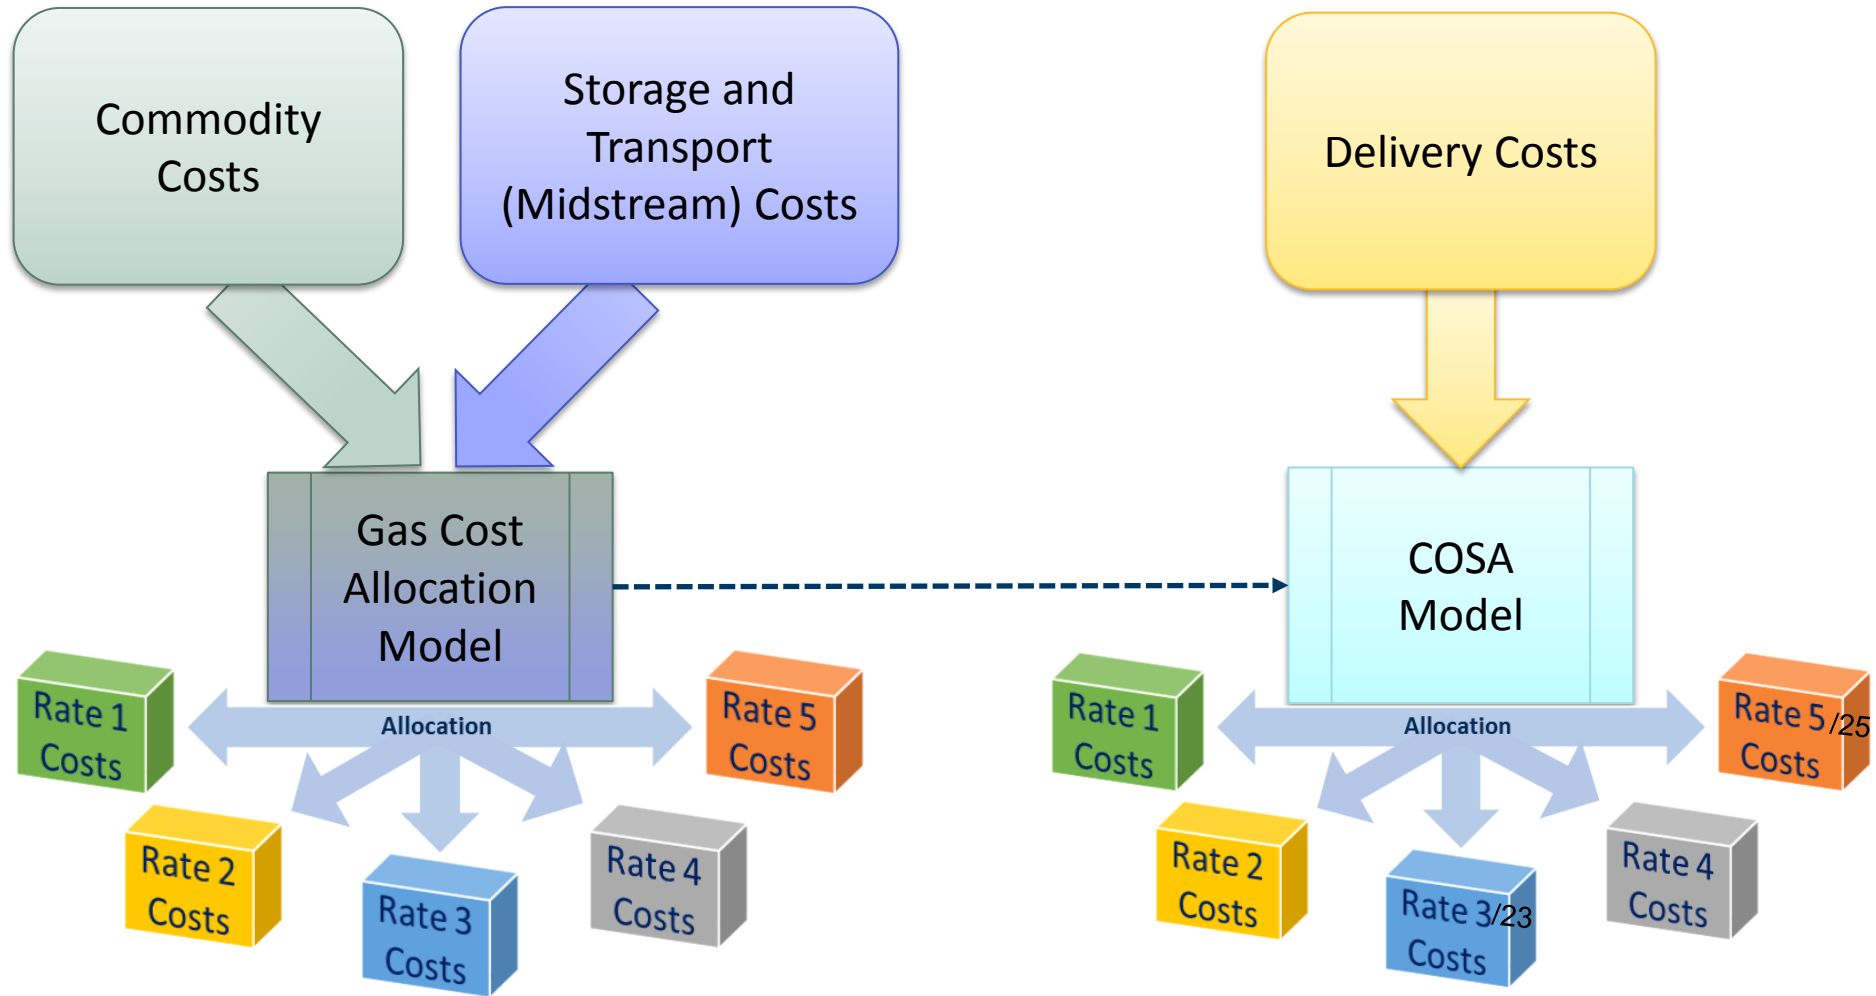 Commodity
Costs
Storage and
Transport
(Midstream) Costs
Delivery Costs
Gas Cost
Allocation
Model
COSA
Model
Allocation
Rate 1
Costs
Rate 2
Costs
Rate 3
Costs
Rate 4
Costs
Rate 5
Costs
Allocation
Rate 1
Costs
Rate 2
Costs
Rate 3/23
Costs
Rate 4
Costs
Rate 5/25
Costs